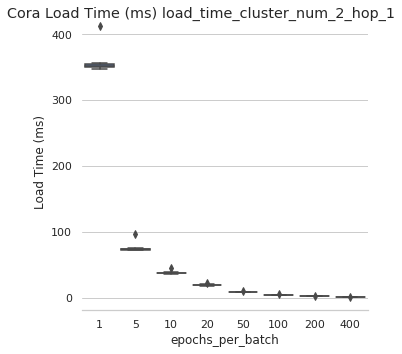 Cora Load Time (ms) load_time_cluster_num_2_hop_1
400
300
200
100
0
Load Time (ms)
1 5 10 20 50 100 200 400
epochs_per_batch